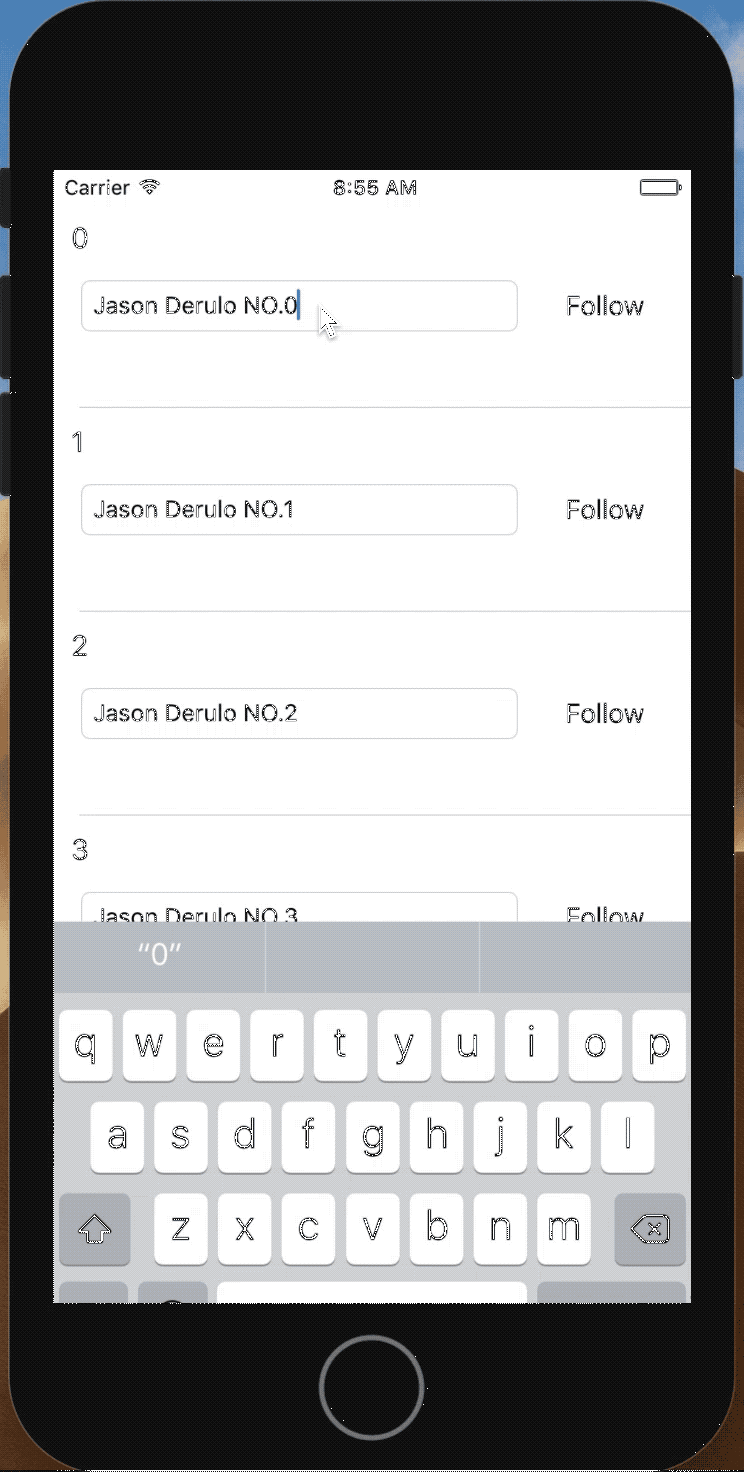 Carrier 8:55 AM
0
Jason Derulo NO.0 Follow
1
Jason Derulo NO.1 Follow
2
Jason Derulo NO.2 Follow
3
Jason Derulo NO.3 Follow
“0”
q w e r t y u i o p
a s d f g h j k l
z x c v b n m